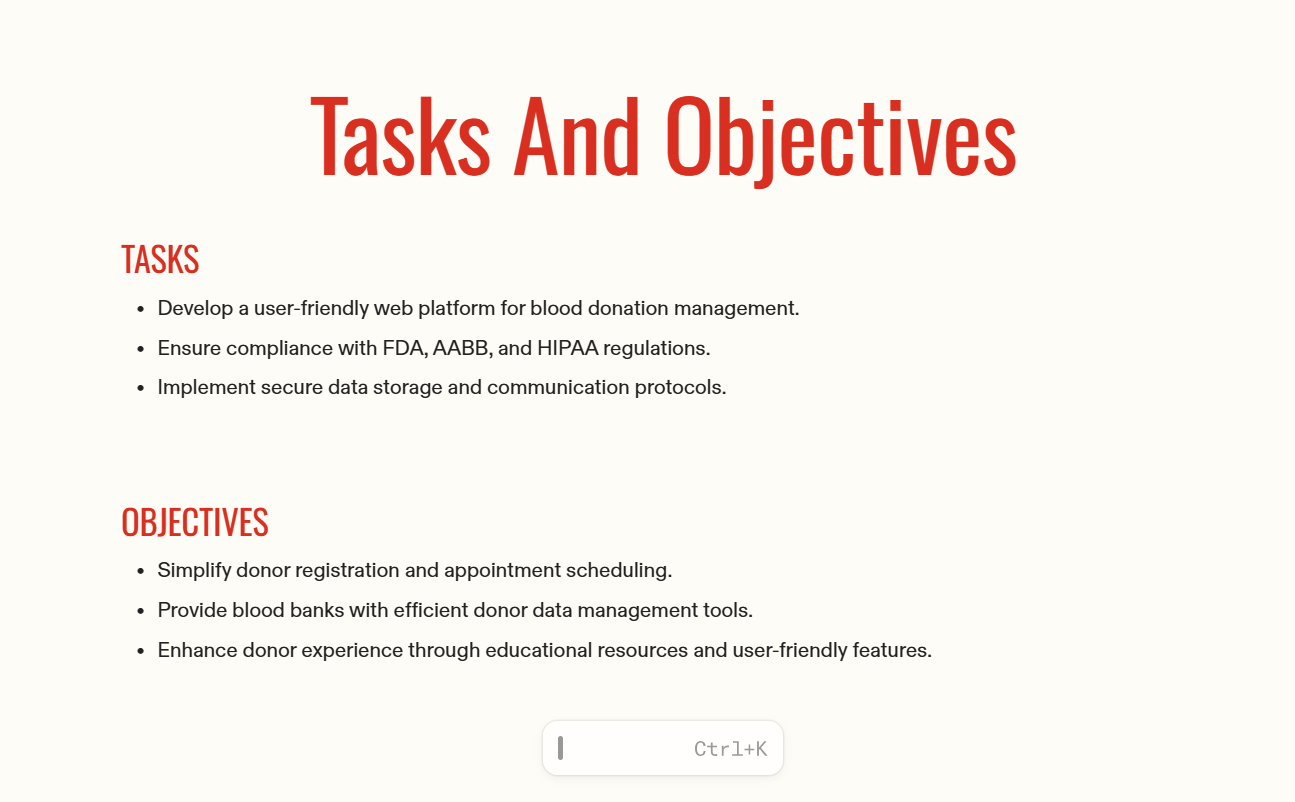 Tasks And Objectives
TASKS
• Develop a user-friendly web platform for blood donation management.
• Ensure compliance with FDA, AABB, and HIPAA regulations.
• Implement secure data storage and communication protocols.
OBJECTIVES
• Simplify donor registration and appointment scheduling.
• Provide blood banks with efficient donor data management tools.
• Enhance donor experience through educational resources and user-friendly features.
Ctrl+K